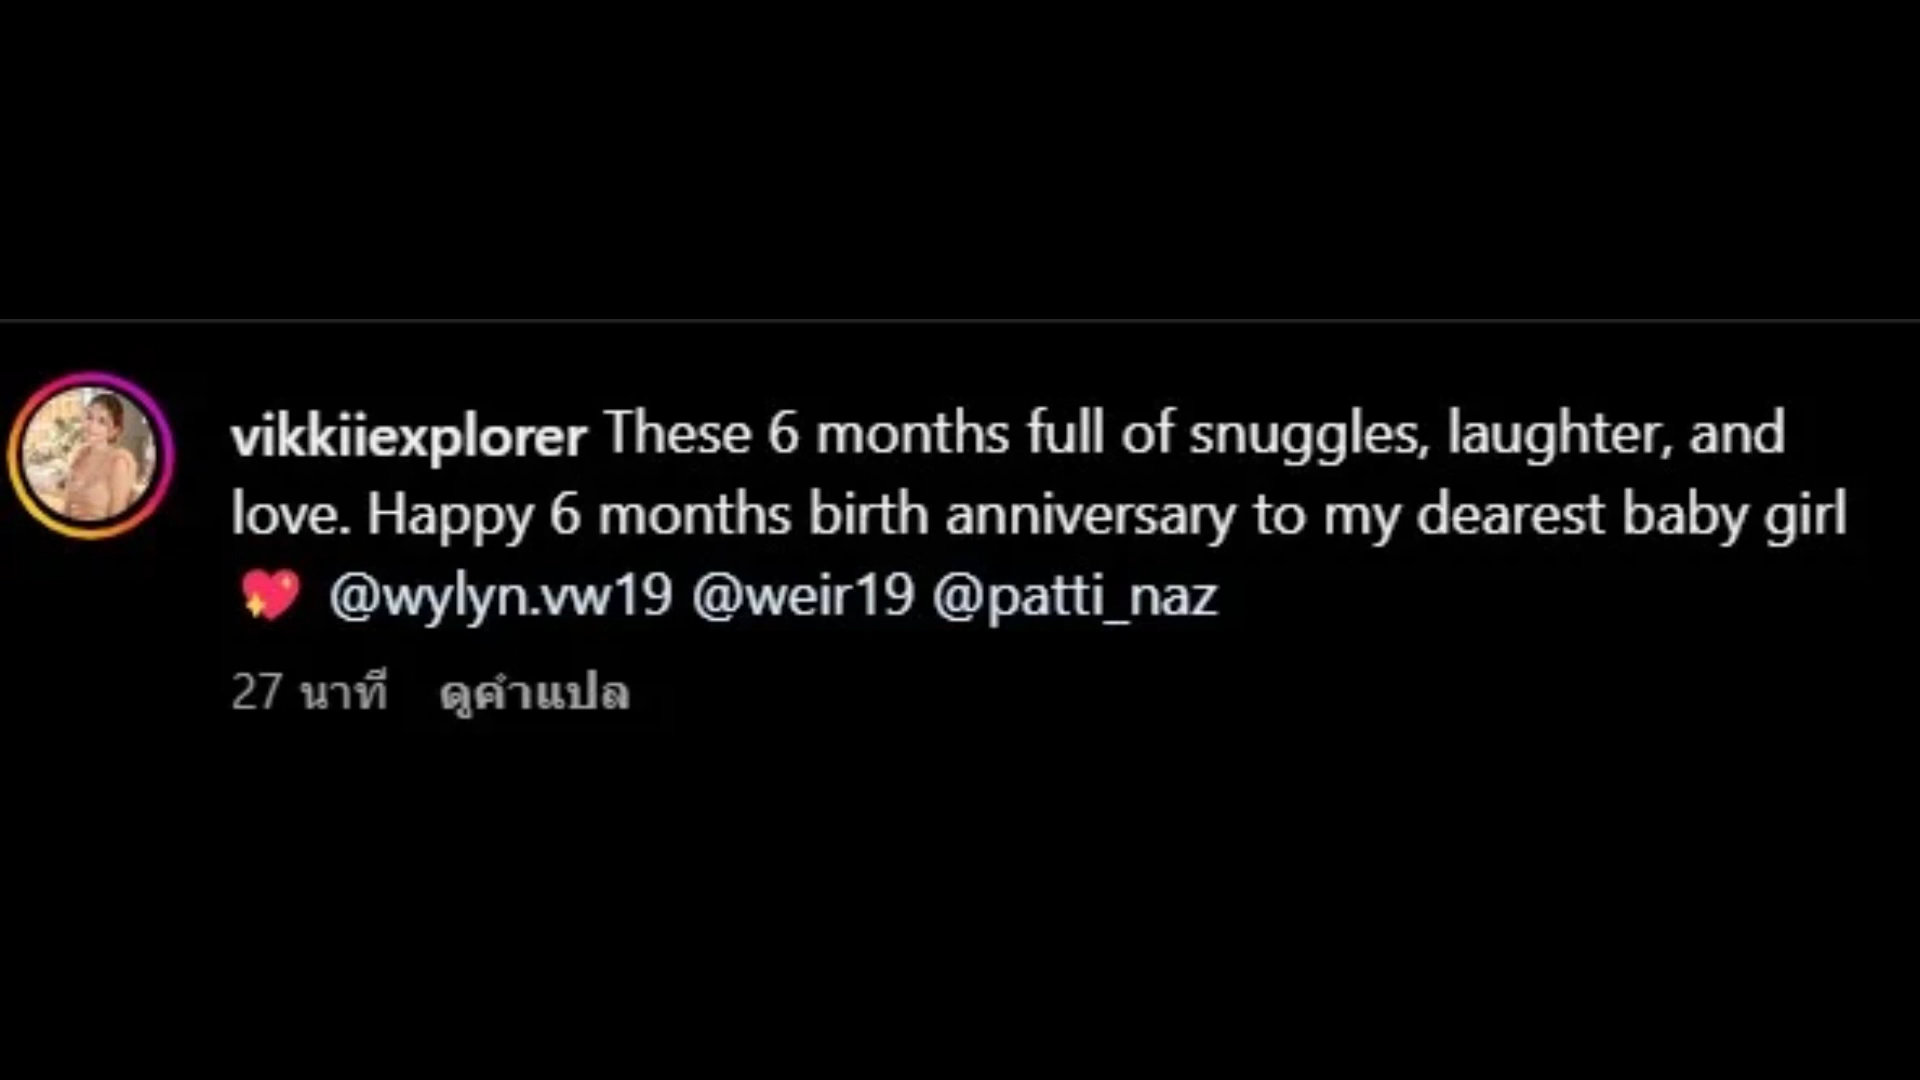 vikkiiexplorer These 6 months full of snuggles, laughter, and
love. Happy 6 months birth anniversary to my dearest baby girl
💖 @wylyn.vw19 @weir19 @patti_naz
27 นาที ดูคำแปล